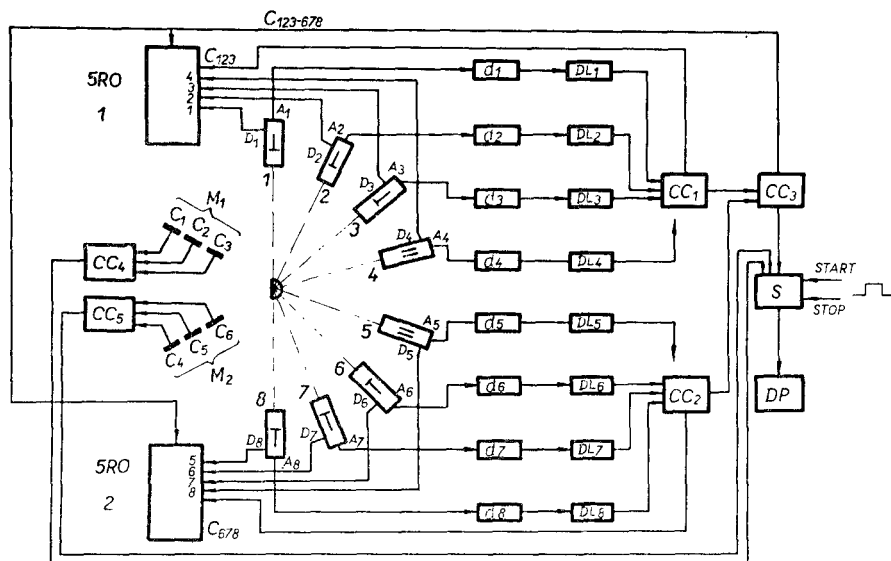 C123-678
5RO
1
C123
4
3
2
1
D1
A1
1
D2
A2
2
D3
A3
3
D4
A4
4
d1
DL1
d2
DL2
d3
DL3
d4
DL4
CC1
CC3
M1
C1
C2
C3
CC4
CC5
C6
C5
C4
M2
S
START
STOP
DP
5
A5
D5
d5
DL5
6
D6
A6
d6
DL6
CC2
7
D7
A7
d7
DL7
8
D8
A8
d8
DL8
5RO
2
5
6
7
8
C678